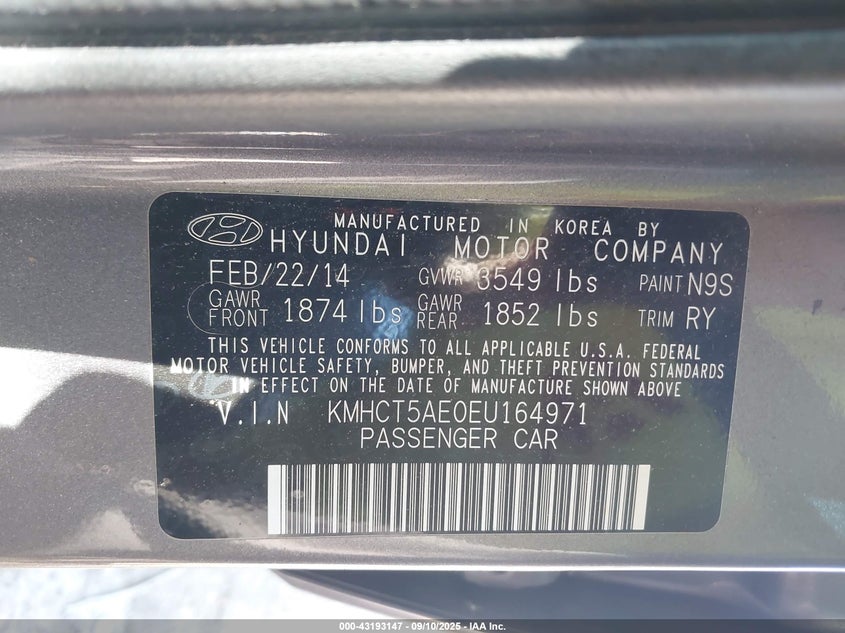 MANUFACTURED IN KOREA BY
HYUNDAI MOTOR COMPANY
FEB/22/14 GVWR 3549 lbs PAINT N9S
GAWR FRONT 1874 lbs GAWR REAR 1852 lbs TRIM RY
THIS VEHICLE CONFORMS TO ALL APPLICABLE U.S.A. FEDERAL
MOTOR VEHICLE SAFETY, BUMPER, AND THEFT PREVENTION STANDARDS
IN EFFECT ON THE DATE OF MANUFACTURE SHOWN ABOVE
V.I.N KMHCT5AE0EU164971
PASSENGER CAR
000-43193147 - 09/10/2025 - IAA Inc.